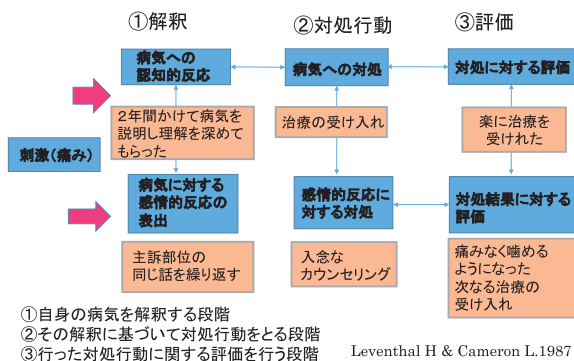 ①解釈
②対処行動
③評価
病気への
認知的反応
病気への対処
対処に対する評価
2年間かけて病気を
説明し理解を深めて
もらった
治療の受け入れ
楽に治療を
受けれた
刺激(痛み)
病気に対する
感情的反応の
表出
感情的反応に
対する対処
対処結果に対する
評価
主訴部位の
同じ話を繰り返す
入念な
カウンセリング
痛みなく噛める
ようになった
次なる治療の
受け入れ
①自身の病気を解釈する段階
②その解釈に基づいて対処行動をとる段階
③行った対処行動に関する評価を行う段階
Leventhal H & Cameron L.1987